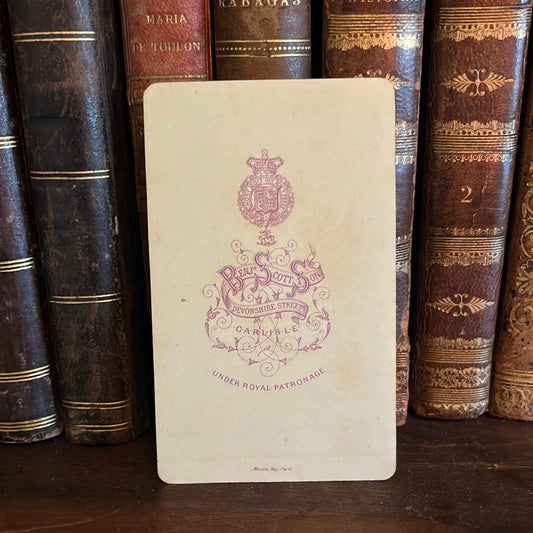 MARIA
DE TOULON
RABAGAS
2
BENJ. SCOTT & SON
DEVONSHIRE STREET
CARLISLE
UNDER ROYAL PATRONAGE